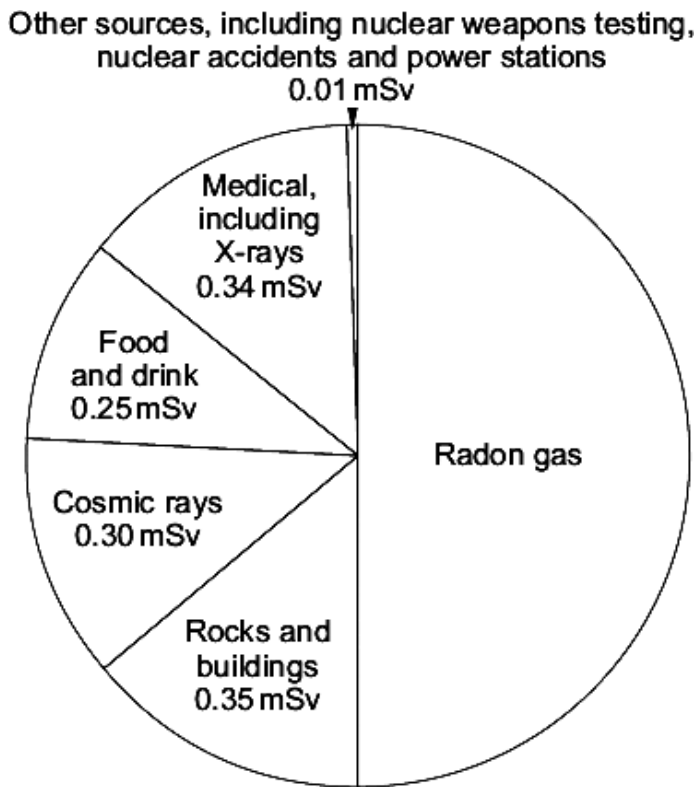 Other sources, including nuclear weapons testing,
nuclear accidents and power stations
0.01 mSv
Medical,
including
X-rays
0.34 mSv
Food
and drink
0.25 mSv
Radon gas
Cosmic rays
0.30 mSv
Rocks and
buildings
0.35 mSv